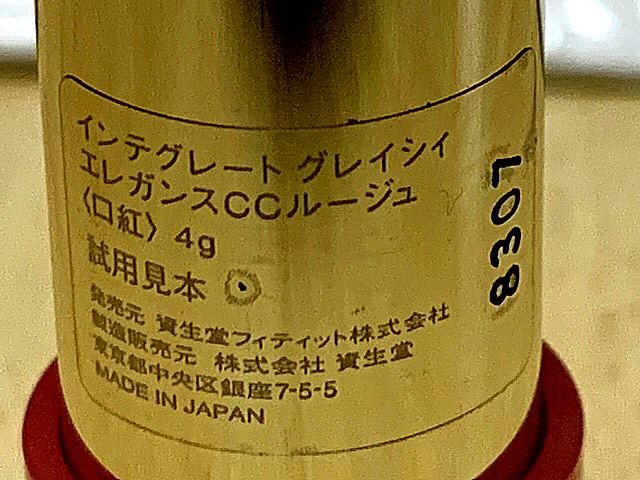 インテグレート グレイシィ
エレガンスCCルージュ
〈口紅〉 4g
試用見本
発売元 資生堂フィティット株式会社
製造販売元 株式会社 資生堂
東京都中央区銀座7-5-5
MADE IN JAPAN
830L